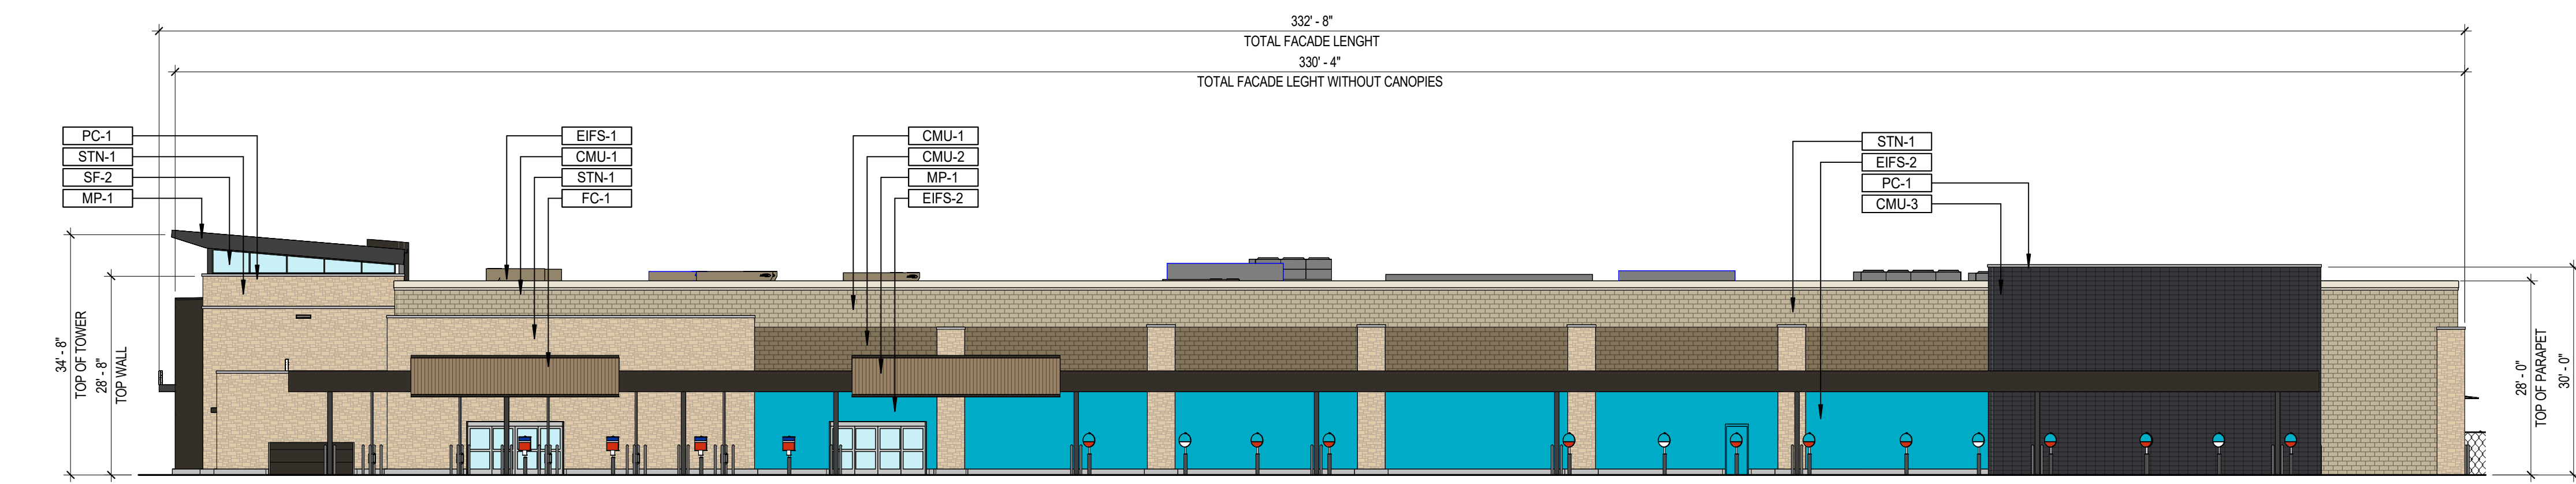 332' - 8"
TOTAL FACADE LENGHT
330' - 4"
TOTAL FACADE LEGHT WITHOUT CANOPIES
PC-1
STN-1
SF-2
MP-1
EIFS-1
CMU-1
STN-1
FC-1
CMU-1
CMU-2
MP-1
EIFS-2
STN-1
EIFS-2
PC-1
CMU-3
34' - 8"
TOP OF TOWER
28' - 8"
TOP WALL
28' - 0"
TOP OF PARAPET
30' - 0"